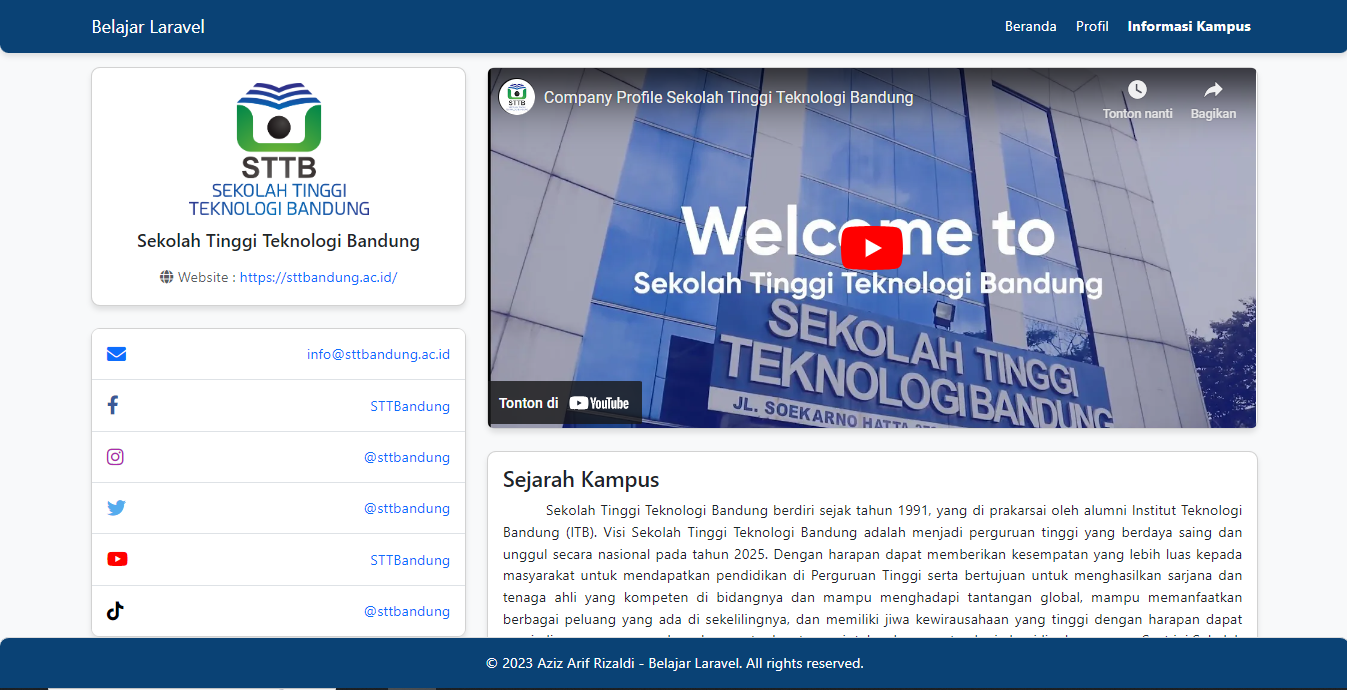 Belajar Laravel
Beranda Profil Informasi Kampus
STTB
SEKOLAH TINGGI
TEKNOLOGI BANDUNG
Sekolah Tinggi Teknologi Bandung
Website : https://sttbandung.ac.id/
info@sttbandung.ac.id
STTBandung
@sttbandung
@sttbandung
STTBandung
@sttbandung
STTB
Company Profile Sekolah Tinggi Teknologi Bandung
Tonton nanti Bagikan
Welcome to
Sekolah Tinggi Teknologi Bandung
SEKOLAH TINGGI
TEKNOLOGI BANDUNG
JL. SOEKARNO HATTA
Tonton di YouTube
Sejarah Kampus
Sekolah Tinggi Teknologi Bandung berdiri sejak tahun 1991, yang di prakarsai oleh alumni Institut Teknologi
Bandung (ITB). Visi Sekolah Tinggi Teknologi Bandung adalah menjadi perguruan tinggi yang berdaya saing dan
unggul secara nasional pada tahun 2025. Dengan harapan dapat memberikan kesempatan yang lebih luas kepada
masyarakat untuk mendapatkan pendidikan di Perguruan Tinggi serta bertujuan untuk menghasilkan sarjana dan
tenaga ahli yang kompeten di bidangnya dan mampu menghadapi tantangan global, mampu memanfaatkan
berbagai peluang yang ada di sekelilingnya, dan memiliki jiwa kewirausahaan yang tinggi dengan harapan dapat
© 2023 Aziz Arif Rizaldi - Belajar Laravel. All rights reserved.